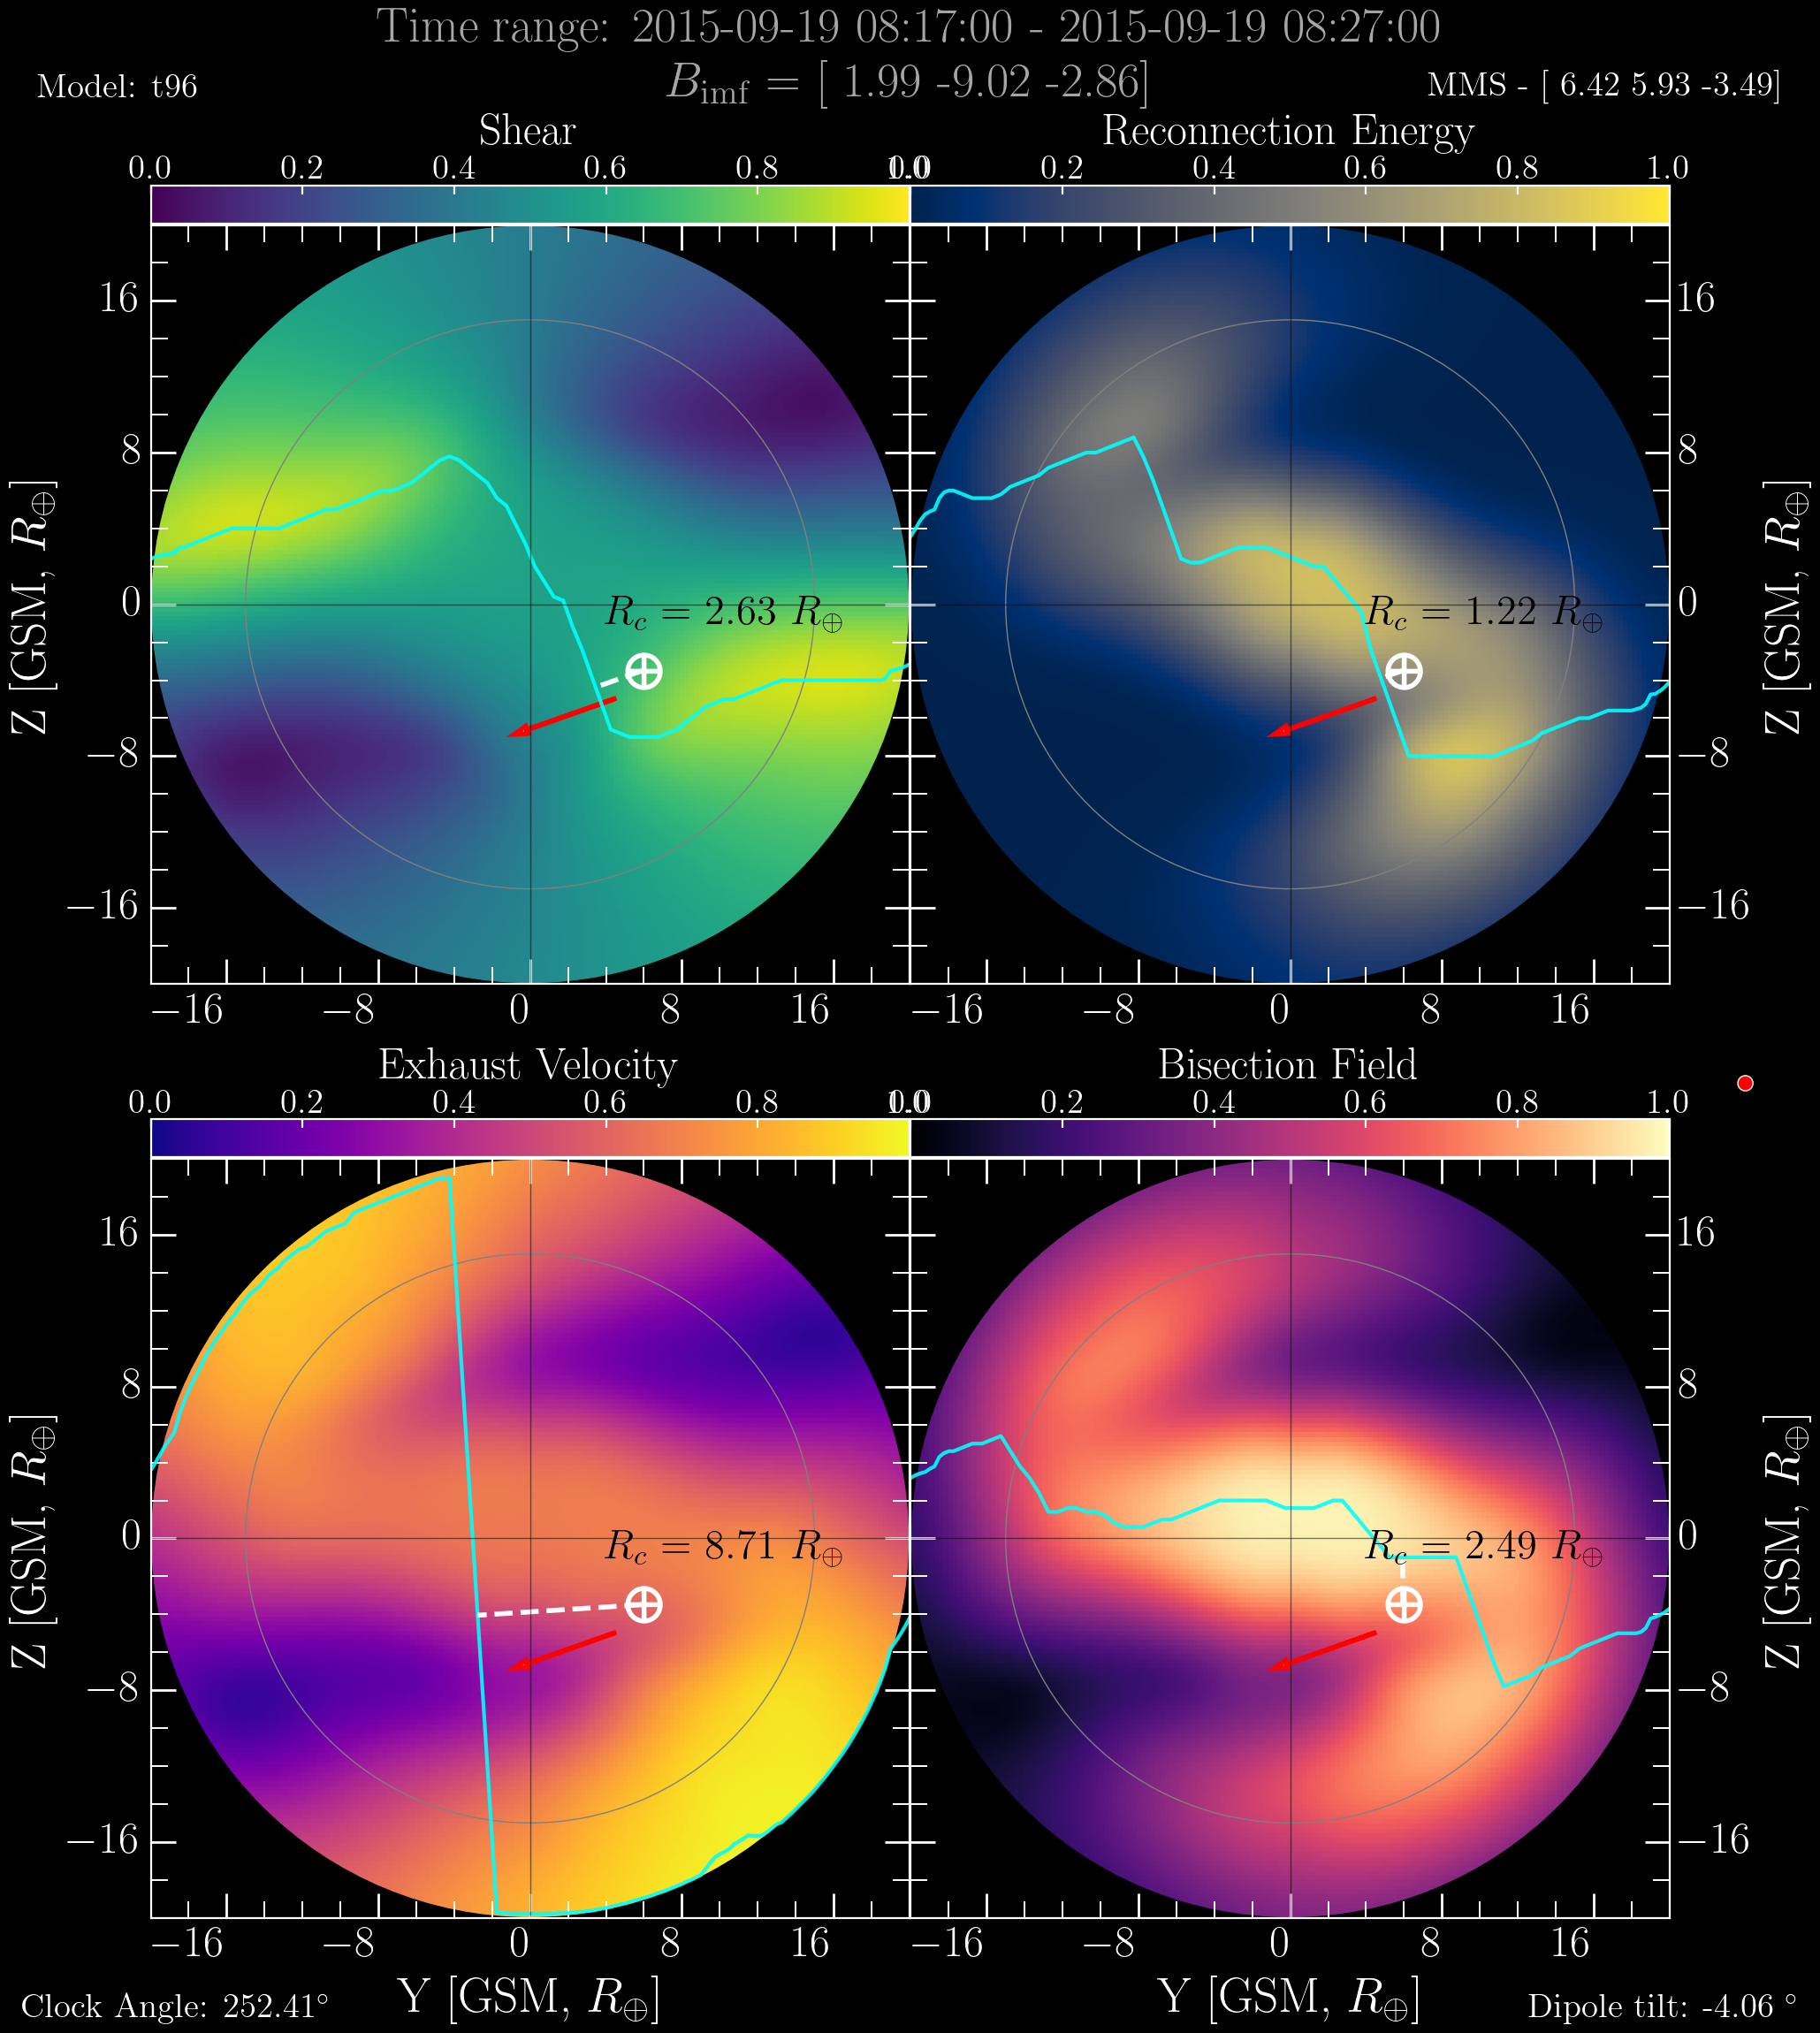 Time range: 2015-09-19 08:17:00 - 2015-09-19 08:27:00
Model: t96
B_imf = [ 1.99 -9.02 -2.86]
MMS - [ 6.42 5.93 -3.49]
Shear
Reconnection Energy
0.0 0.2 0.4 0.6 0.8 1.0
0.0 0.2 0.4 0.6 0.8 1.0
16
8
0
−8
−16
Z [GSM, R⊕]
R_c = 2.63 R⊕
R_c = 1.22 R⊕
16
8
0
−8
−16
Z [GSM, R⊕]
−16 −8 0 8 16
−16 −8 0 8 16
Exhaust Velocity
Bisection Field
0.0 0.2 0.4 0.6 0.8 1.0
0.0 0.2 0.4 0.6 0.8 1.0
16
8
0
−8
−16
Z [GSM, R⊕]
R_c = 8.71 R⊕
R_c = 2.49 R⊕
16
8
0
−8
−16
Z [GSM, R⊕]
−16 −8 0 8 16
−16 −8 0 8 16
Y [GSM, R⊕]
Y [GSM, R⊕]
Clock Angle: 252.41°
Dipole tilt: -4.06 °